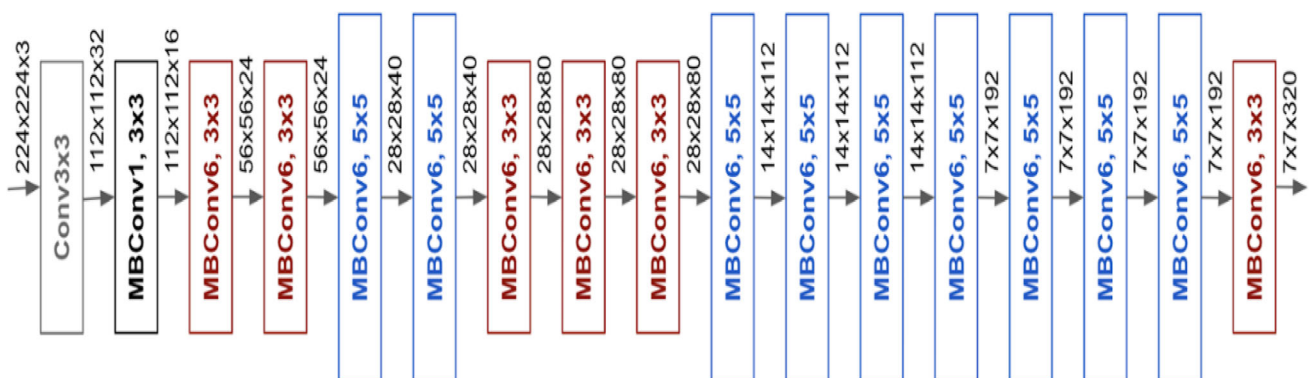 224x224x3
Conv3x3
112x112x32
MBConv1, 3x3
112x112x16
MBConv6, 3x3
56x56x24
MBConv6, 3x3
56x56x24
MBConv6, 5x5
28x28x40
MBConv6, 5x5
28x28x40
MBConv6, 3x3
28x28x80
MBConv6, 3x3
28x28x80
MBConv6, 3x3
28x28x80
MBConv6, 5x5
14x14x112
MBConv6, 5x5
14x14x112
MBConv6, 5x5
14x14x112
MBConv6, 5x5
7x7x192
MBConv6, 5x5
7x7x192
MBConv6, 5x5
7x7x192
MBConv6, 5x5
7x7x192
MBConv6, 3x3
7x7x320